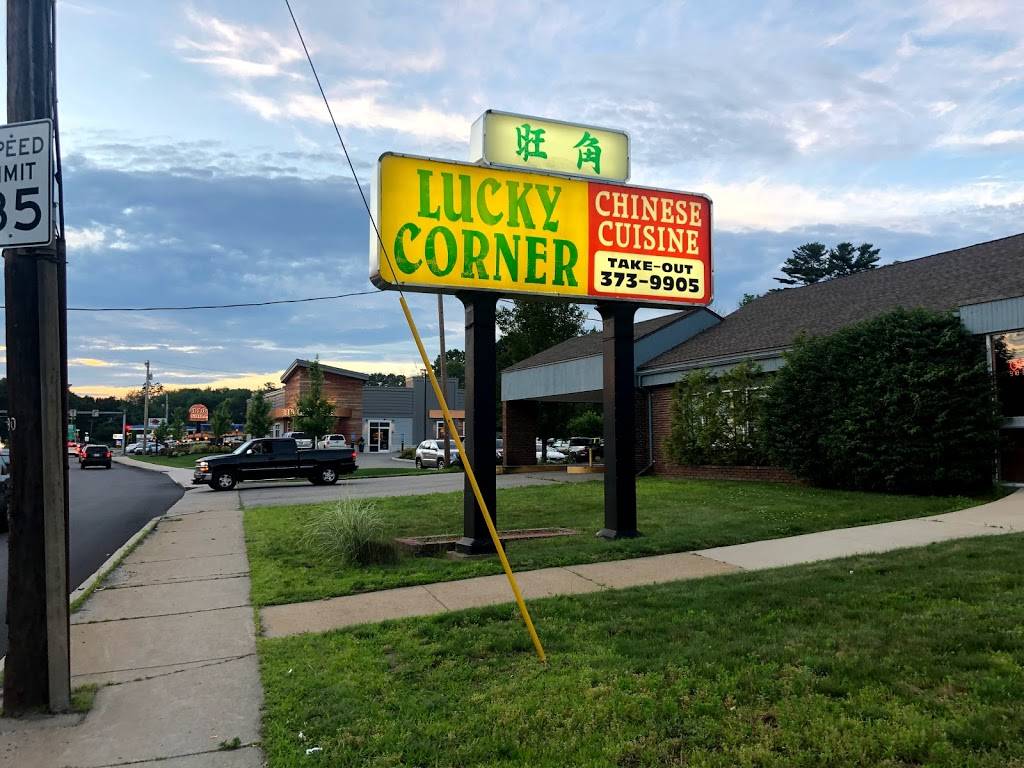 SPEED
LIMIT
35
旺角
LUCKY
CORNER
CHINESE
CUISINE
TAKE-OUT
373-9905